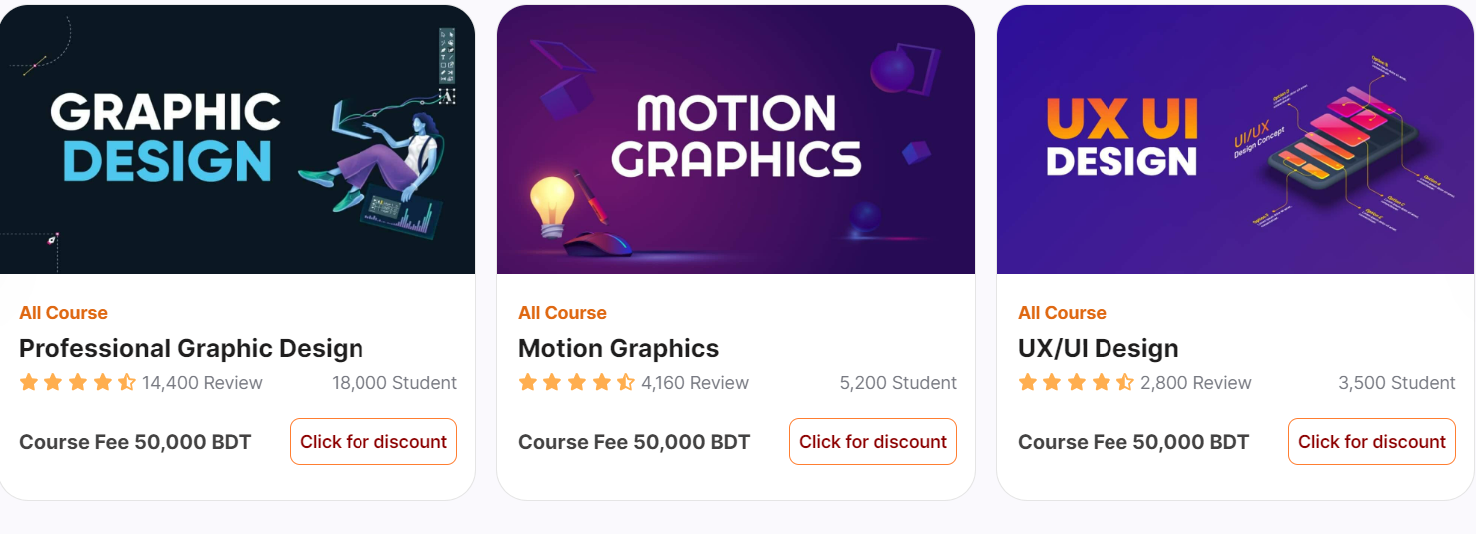 GRAPHIC
DESIGN
All Course
Professional Graphic Design
14,400 Review 18,000 Student
Course Fee 50,000 BDT Click for discount
MOTION
GRAPHICS
All Course
Motion Graphics
4,160 Review 5,200 Student
Course Fee 50,000 BDT Click for discount
UX UI
DESIGN
UI/UX
Design Concept
All Course
UX/UI Design
2,800 Review 3,500 Student
Course Fee 50,000 BDT Click for discount